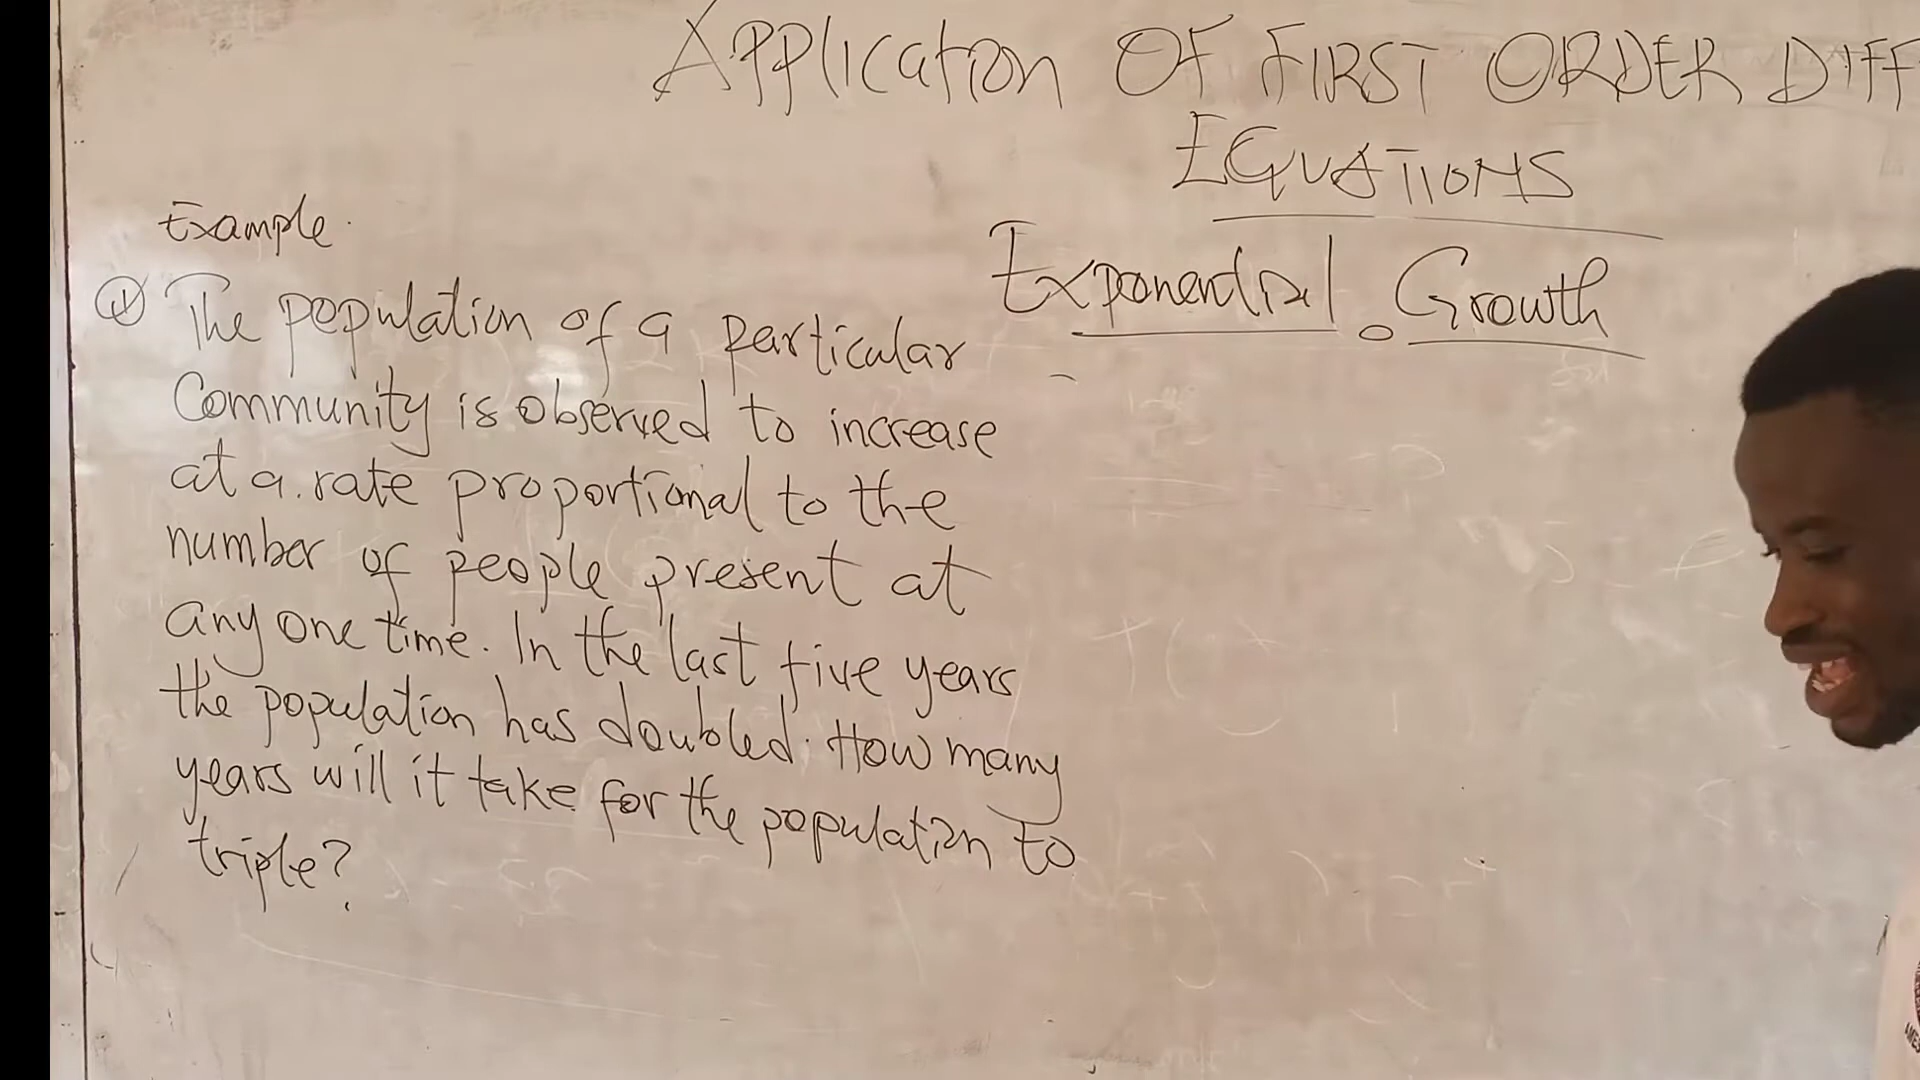 Application OF FIRST ORDER DIFF
EQUATIONS
Exponential Growth
Example.
① The population of a particular
Community is observed to increase
at a rate proportional to the
number of people present at
any one time. In the last five years
the population has doubled. How many
years will it take for the population to
triple?